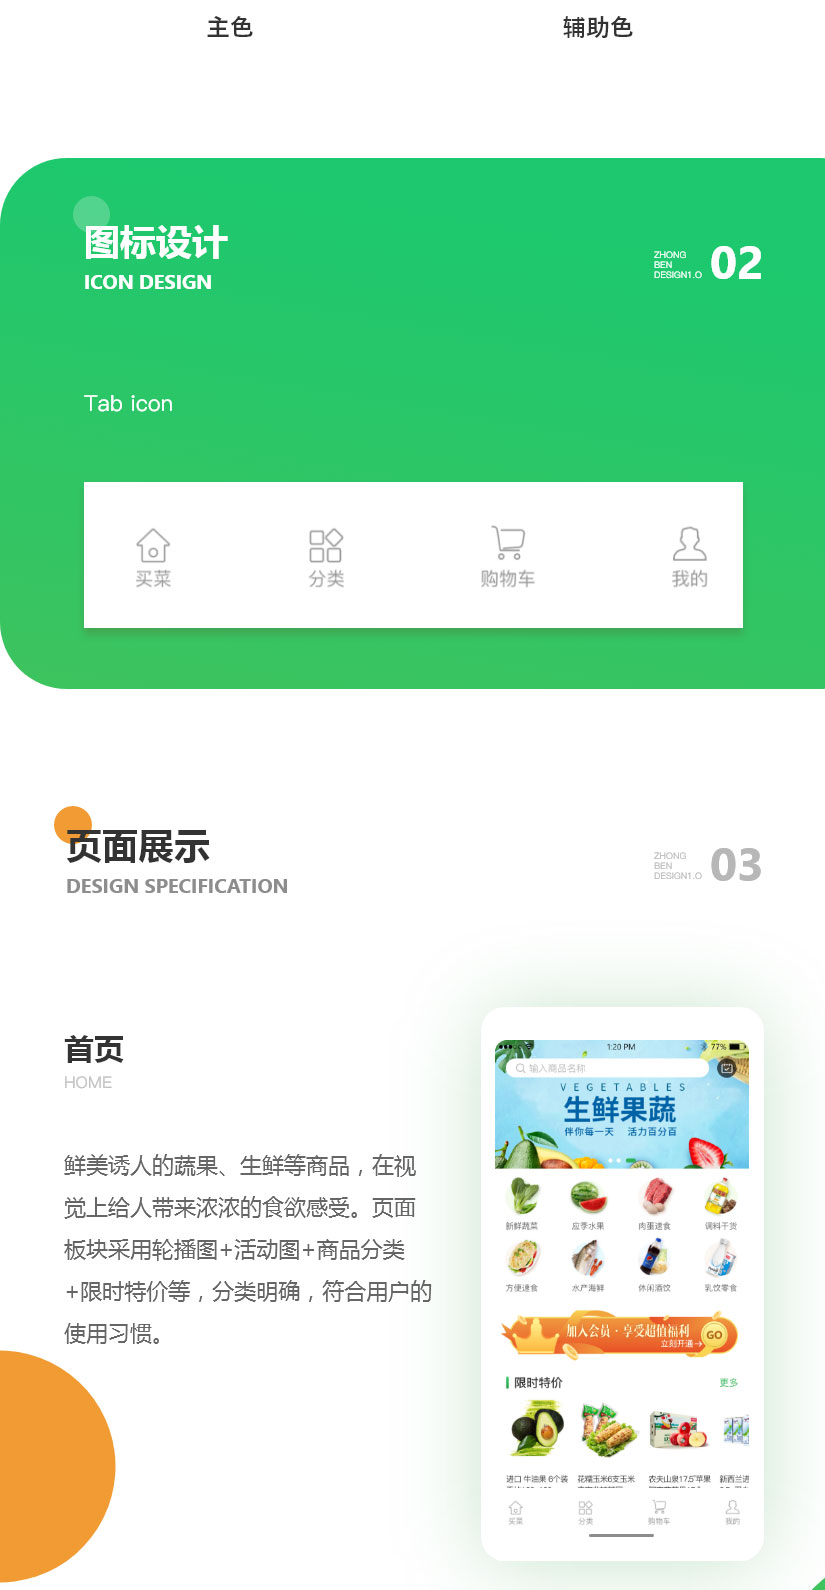 主色
辅助色
图标设计
ICON DESIGN
ZHONG
BEN
DESIGN1.O
02
Tab icon
买菜
分类
购物车
我的
页面展示
DESIGN SPECIFICATION
ZHONG
BEN
DESIGN1.O
03
首页
HOME
鲜美诱人的蔬果、生鲜等商品，在视
觉上给人带来浓浓的食欲感受。页面
板块采用轮播图+活动图+商品分类
+限时特价等，分类明确，符合用户的
使用习惯。
1:20 PM
77%
输入商品名称
VEGETABLES
生鲜果蔬
伴你每一天 活力百分百
新鲜蔬菜
应季水果
肉蛋速食
调料干货
方便速食
水产海鲜
休闲酒饮
乳饮零食
加入会员·享受超值福利
立刻开通→
GO
限时特价
更多
进口 牛油果 6个装
花糯玉米6支玉米
农夫山泉17.5°苹果
新西兰进
买菜
分类
购物车
我的